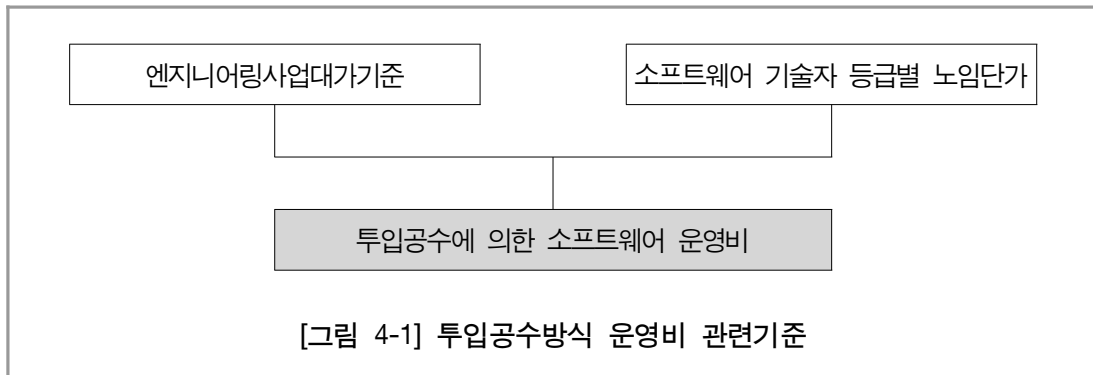 엔지니어링사업대가기준
소프트웨어 기술자 등급별 노임단가
투입공수에 의한 소프트웨어 운영비
[그림 4-1] 투입공수방식 운영비 관련기준